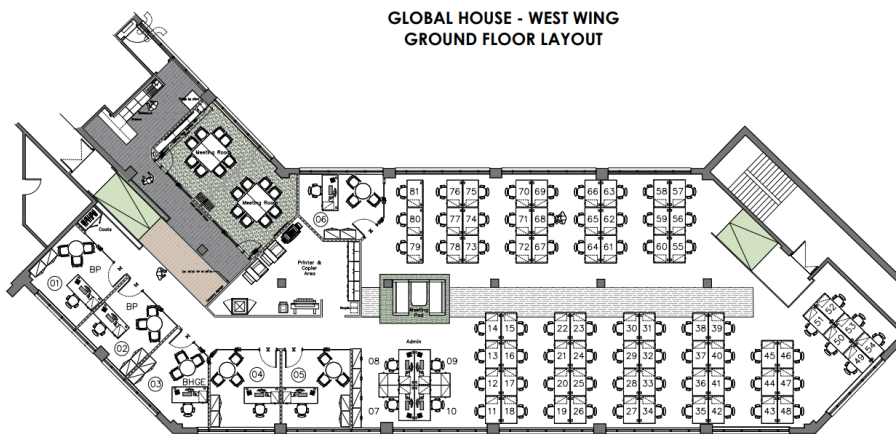 GLOBAL HOUSE - WEST WING
GROUND FLOOR LAYOUT
Meeting Room
Meeting Room
06
81 76 75 70 69 66 63 58 57
80 77 74 71 68 65 62 59 56
79 78 73 72 67 64 61 60 55
Coats
Printer &
Copier
Area
01
BP
BP
02
03
BHGE
04
05
Meeting
Pod
Admin
08 09
07 10
14 15 22 23 30 31 38 39
13 16 21 24 29 32 37 40
12 17 20 25 28 33 36 41
11 18 19 26 27 34 35 42
45 46
44 47
43 48
52
51
53
50
54
49